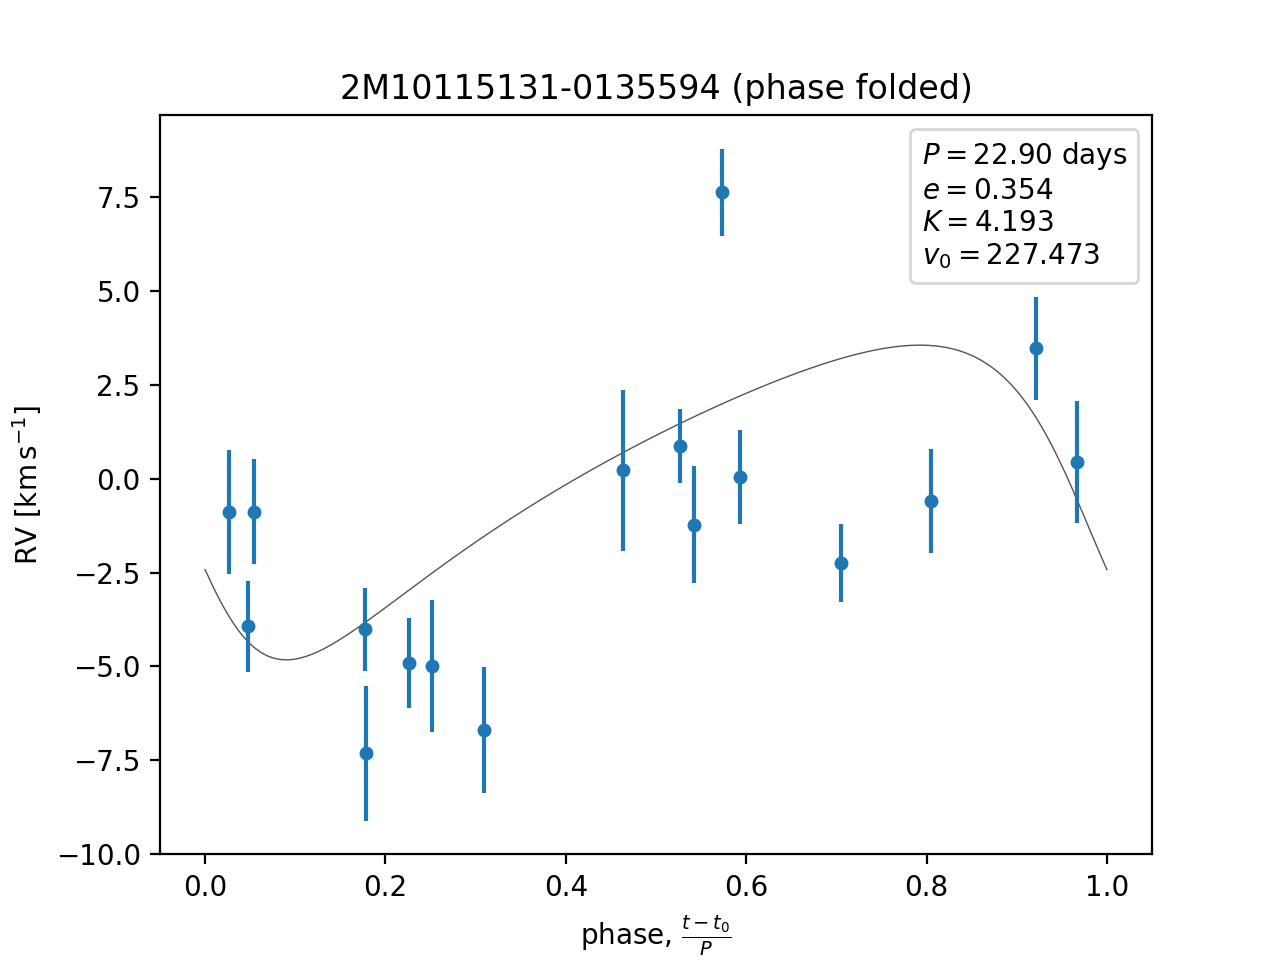 2M10115131-0135594 (phase folded)
P = 22.90 days
e = 0.354
K = 4.193
v₀ = 227.473
RV [km s⁻¹]
7.5
5.0
2.5
0.0
−2.5
−5.0
−7.5
−10.0
0.0 0.2 0.4 0.6 0.8 1.0
phase, (t − t₀)/P